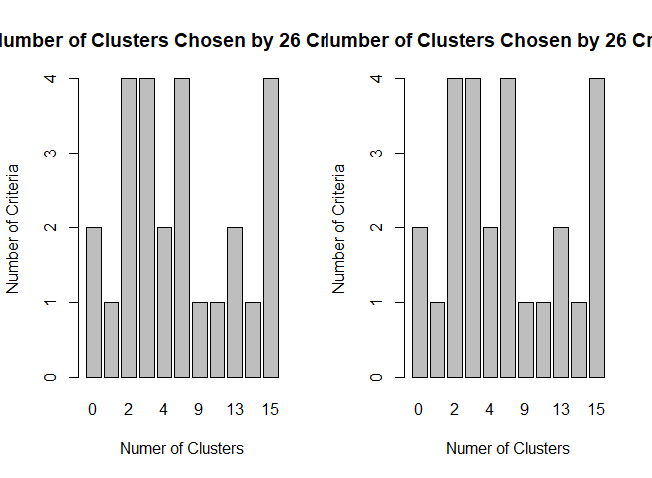 Number of Clusters Chosen by 26 Cr
Number of Clusters Chosen by 26 Cr
4
3
2
1
0
Number of Criteria
0 2 4 9 13 15
Numer of Clusters
4
3
2
1
0
Number of Criteria
0 2 4 9 13 15
Numer of Clusters